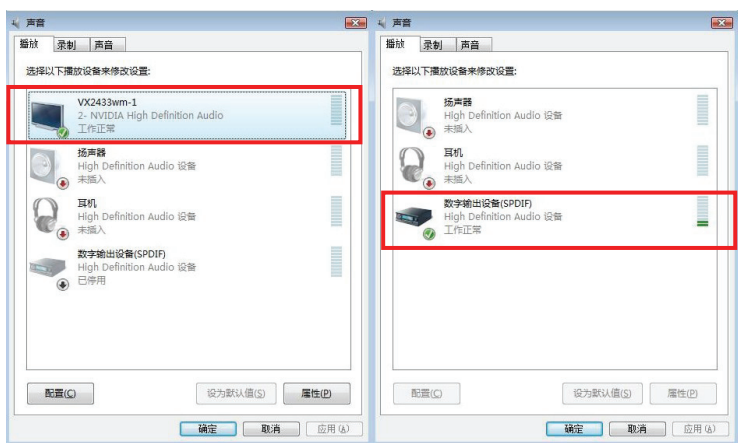 声音
播放 录制 声音
选择以下播放设备来修改设置:
VX2433wm-1
2- NVIDIA High Definition Audio
工作正常
扬声器
High Definition Audio 设备
未插入
耳机
High Definition Audio 设备
未插入
数字输出设备(SPDIF)
High Definition Audio 设备
已停用
配置(C) 设为默认值(S) 属性(P)
确定 取消 应用(A)
声音
播放 录制 声音
选择以下播放设备来修改设置:
扬声器
High Definition Audio 设备
未插入
耳机
High Definition Audio 设备
未插入
数字输出设备(SPDIF)
High Definition Audio 设备
工作正常
配置(C) 设为默认值(S) 属性(P)
确定 取消 应用(A)